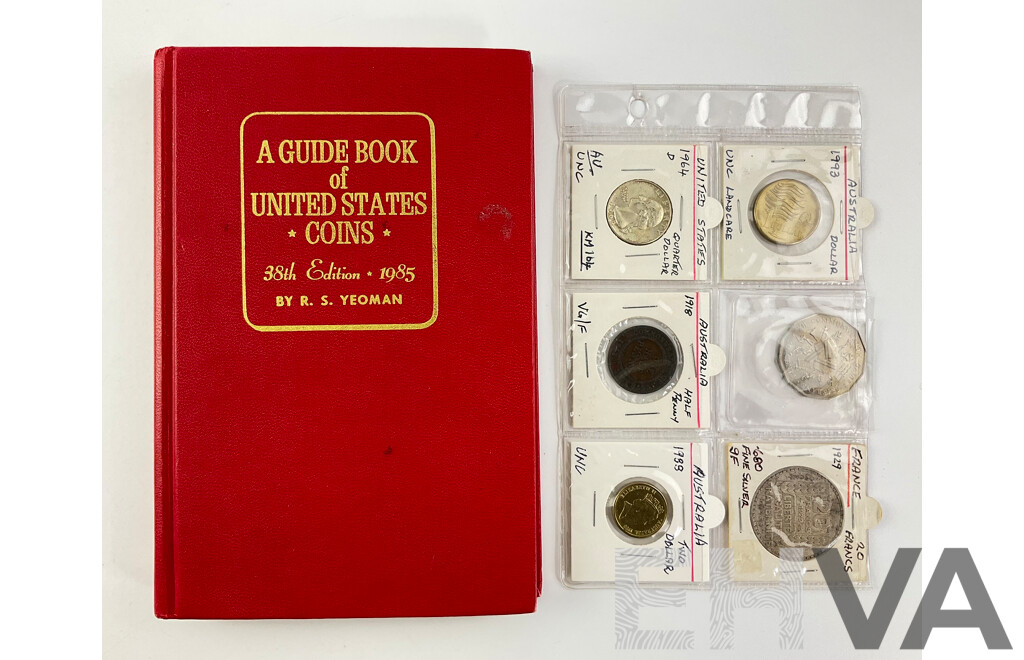 A GUIDE BOOK
of
UNITED STATES
* COINS *
38th Edition * 1985
BY R. S. YEOMAN
UNITED STATES
1964
D
QUARTER
DOLLAR
AU
UNC
AUSTRALIA
1993
DOLLAR
UNC LANDCARE
AUSTRALIA
1918
HALF
PENNY
VG/F
AUSTRALIA
1988
TWO
DOLLAR
UNC
FRANCE
1929
20
FRANCS
.680
FINE SILVER
EHVA